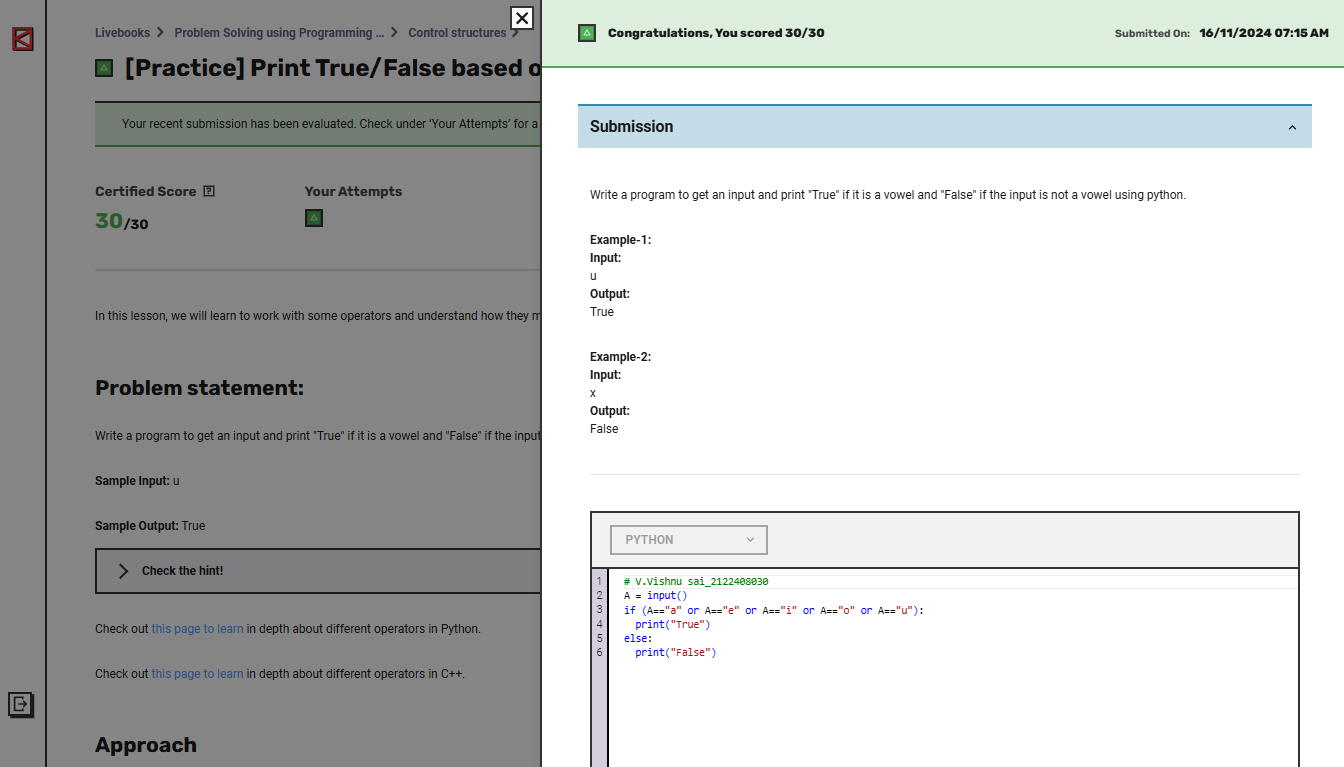 Livebooks > Problem Solving using Programming ... > Control structures >
[Practice] Print True/False based o
Your recent submission has been evaluated. Check under 'Your Attempts' for a
Certified Score ?
Your Attempts
30/30
In this lesson, we will learn to work with some operators and understand how they m
Problem statement:
Write a program to get an input and print "True" if it is a vowel and "False" if the input
Sample Input: u
Sample Output: True
Check the hint!
Check out this page to learn in depth about different operators in Python.
Check out this page to learn in depth about different operators in C++.
Approach
Congratulations, You scored 30/30
Submitted On: 16/11/2024 07:15 AM
Submission
Write a program to get an input and print "True" if it is a vowel and "False" if the input is not a vowel using python.
Example-1:
Input:
u
Output:
True
Example-2:
Input:
x
Output:
False
PYTHON
1 # V.Vishnu sai_2122408030
2 A = input()
3 if (A=="a" or A=="e" or A=="i" or A=="o" or A=="u"):
4 print("True")
5 else:
6 print("False")